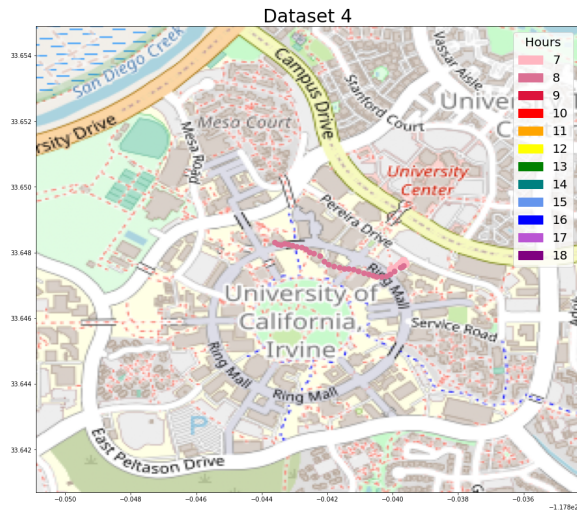 Dataset 4
33.654
33.652
33.650
33.648
33.646
33.644
33.642
San Diego Creek
rsity Drive
Campus Drive
Mesa Court
Mesa Road
Stanford Court
Vassar Aisle
University
Center
Pereira Drive
Ring Mall
University of
California,
Irvine
Service Road
Ring Mall
Ring Mall
P
East Peltason Drive
Hours
7
8
9
10
11
12
13
14
15
16
17
18
-0.050
-0.048
-0.046
-0.044
-0.042
-0.040
-0.038
-0.036